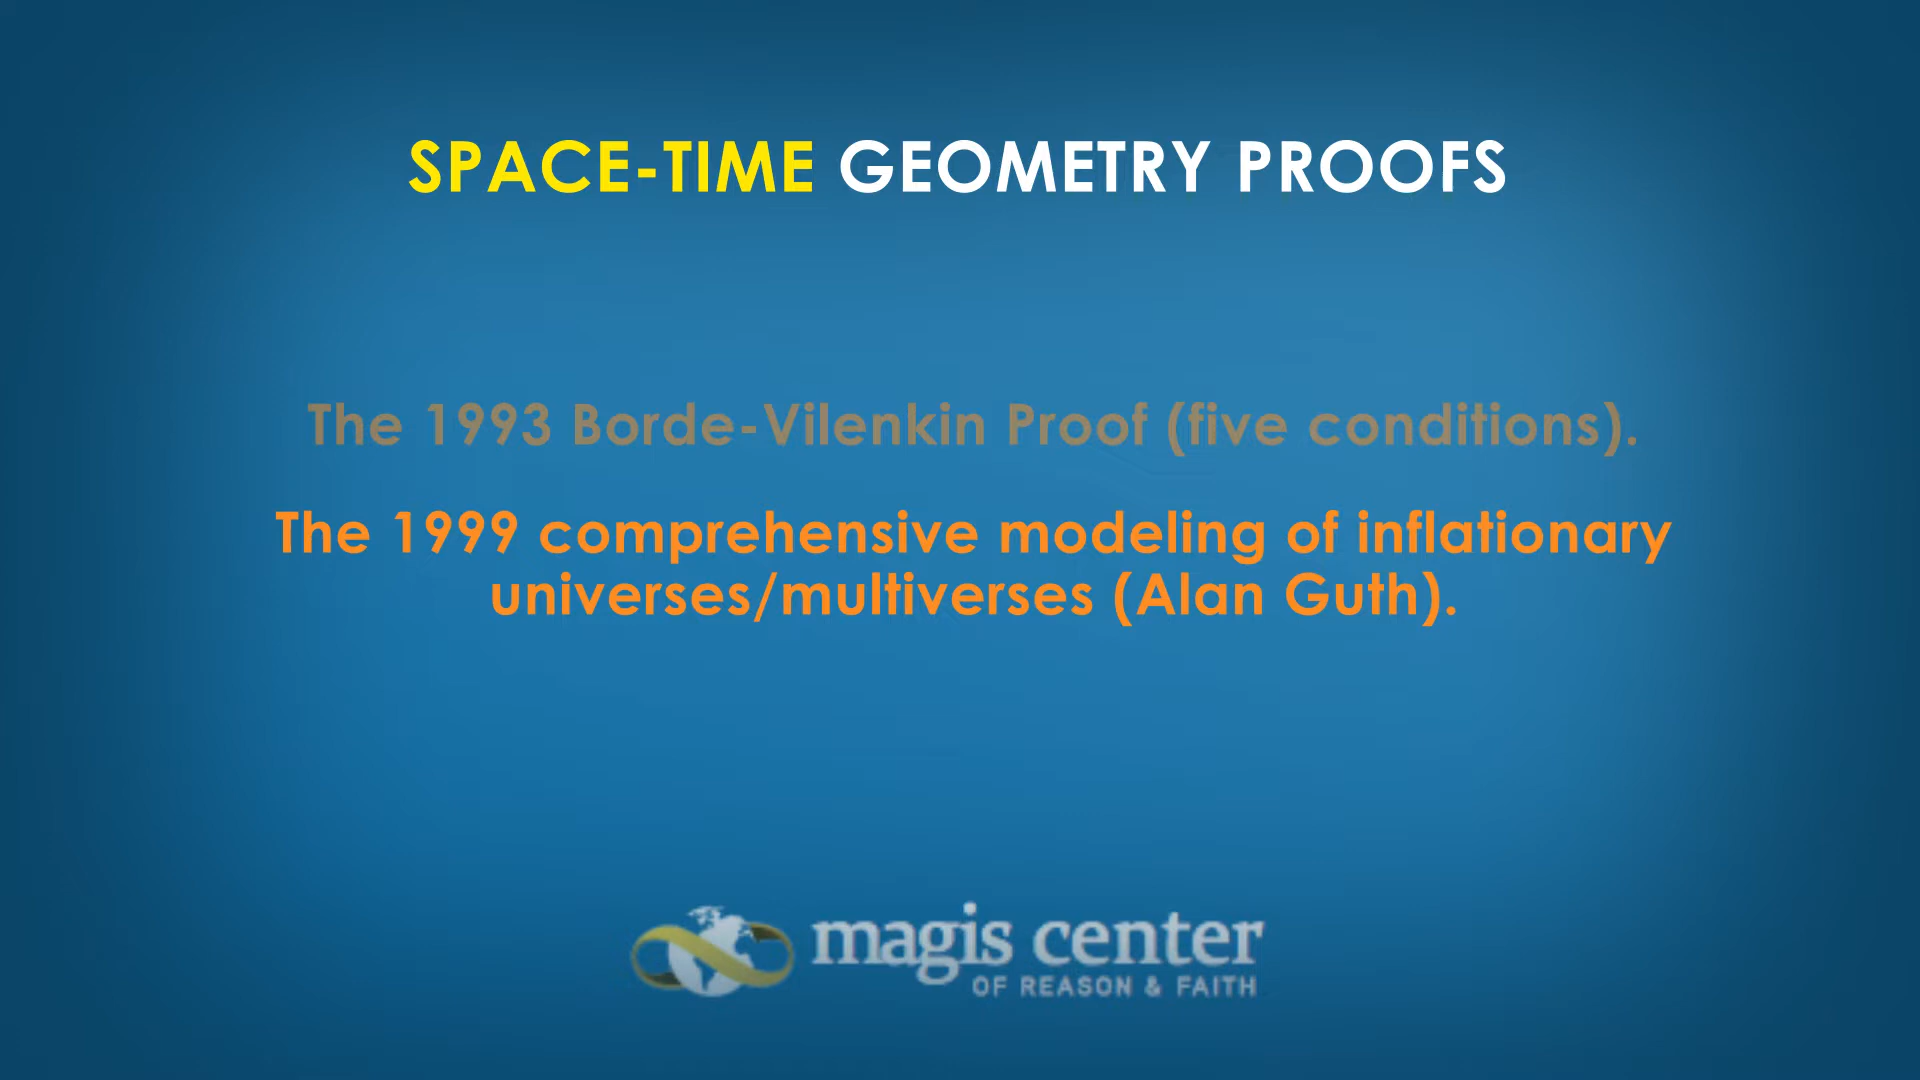 SPACE-TIME GEOMETRY PROOFS
The 1993 Borde-Vilenkin Proof (five conditions).
The 1999 comprehensive modeling of inflationary
universes/multiverses (Alan Guth).
magis center
OF REASON & FAITH